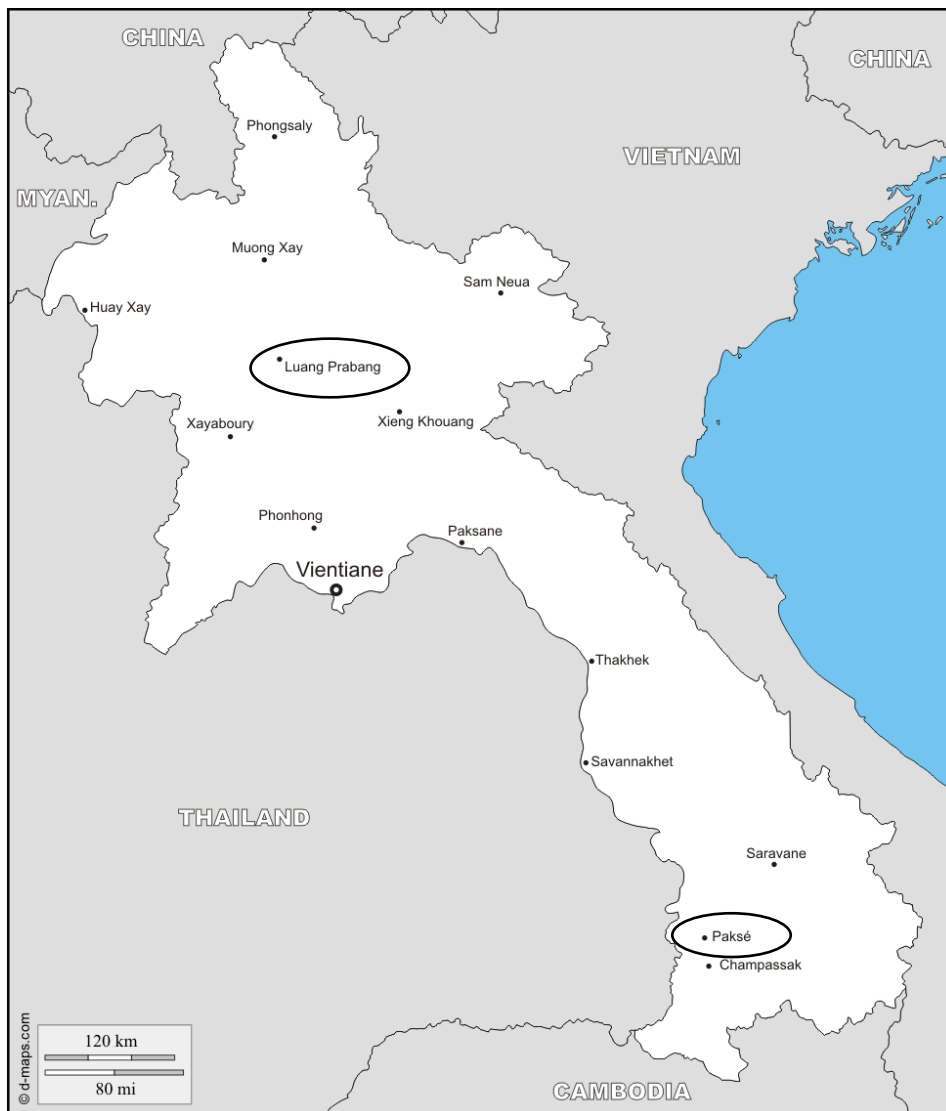 CHINA
CHINA
Phongsaly
VIETNAM
MYAN.
Muong Xay
Sam Neua
Huay Xay
Luang Prabang
Xayaboury
Xieng Khouang
Phonhong
Paksane
Vientiane
Thakhek
Savannakhet
THAILAND
Saravane
Paksé
Champassak
120 km
80 mi
© d-maps.com
CAMBODIA